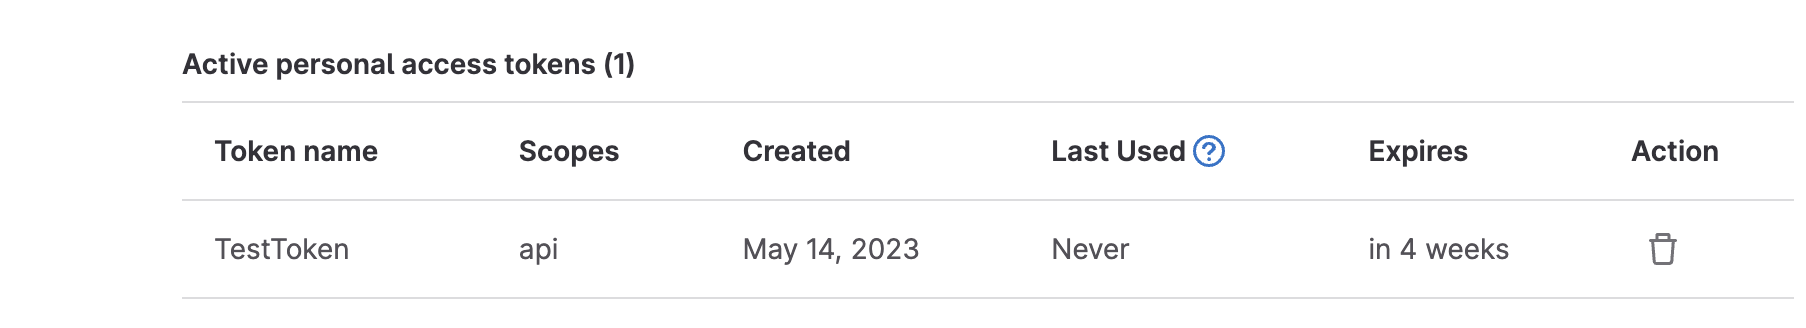 Active personal access tokens (1)
Token name Scopes Created Last Used ? Expires Action
TestToken api May 14, 2023 Never in 4 weeks